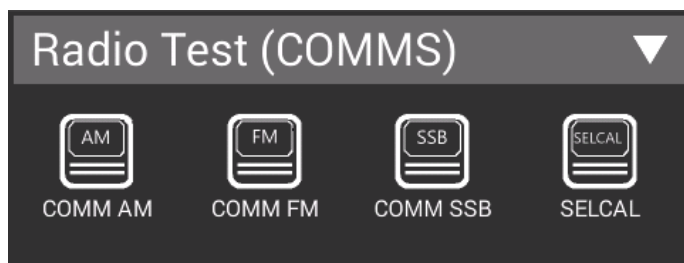 Radio Test (COMMS)
AM FM SSB SELCAL
COMM AM COMM FM COMM SSB SELCAL